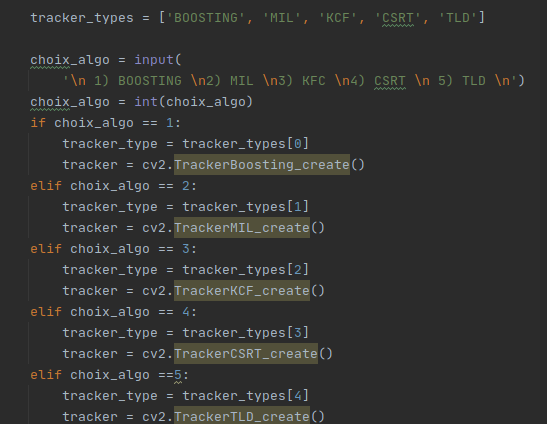 tracker_types = ['BOOSTING', 'MIL', 'KCF', 'CSRT', 'TLD']
choix_algo = input(
'\n 1) BOOSTING \n2) MIL \n3) KFC \n4) CSRT \n 5) TLD \n')
choix_algo = int(choix_algo)
if choix_algo == 1:
tracker_type = tracker_types[0]
tracker = cv2.TrackerBoosting_create()
elif choix_algo == 2:
tracker_type = tracker_types[1]
tracker = cv2.TrackerMIL_create()
elif choix_algo == 3:
tracker_type = tracker_types[2]
tracker = cv2.TrackerKCF_create()
elif choix_algo == 4:
tracker_type = tracker_types[3]
tracker = cv2.TrackerCSRT_create()
elif choix_algo ==5:
tracker_type = tracker_types[4]
tracker = cv2.TrackerTLD_create()